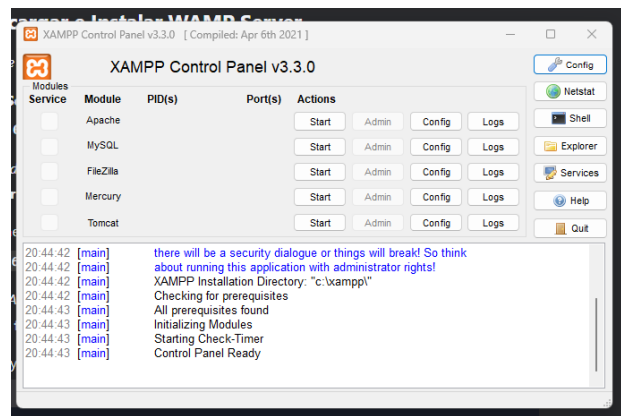 cargar e Instalar WAMP Server
XAMPP Control Panel v3.3.0 [ Compiled: Apr 6th 2021 ]
XAMPP Control Panel v3.3.0
Config
Modules
Service Module PID(s) Port(s) Actions
Netstat
Apache Start Admin Config Logs
Shell
MySQL Start Admin Config Logs
Explorer
FileZilla Start Admin Config Logs
Services
Mercury Start Admin Config Logs
Help
Tomcat Start Admin Config Logs
Quit
20:44:42 [main] there will be a security dialogue or things will break! So think
20:44:42 [main] about running this application with administrator rights!
20:44:42 [main] XAMPP Installation Directory: "c:\xampp\"
20:44:42 [main] Checking for prerequisites
20:44:43 [main] All prerequisites found
20:44:43 [main] Initializing Modules
20:44:43 [main] Starting Check-Timer
20:44:43 [main] Control Panel Ready